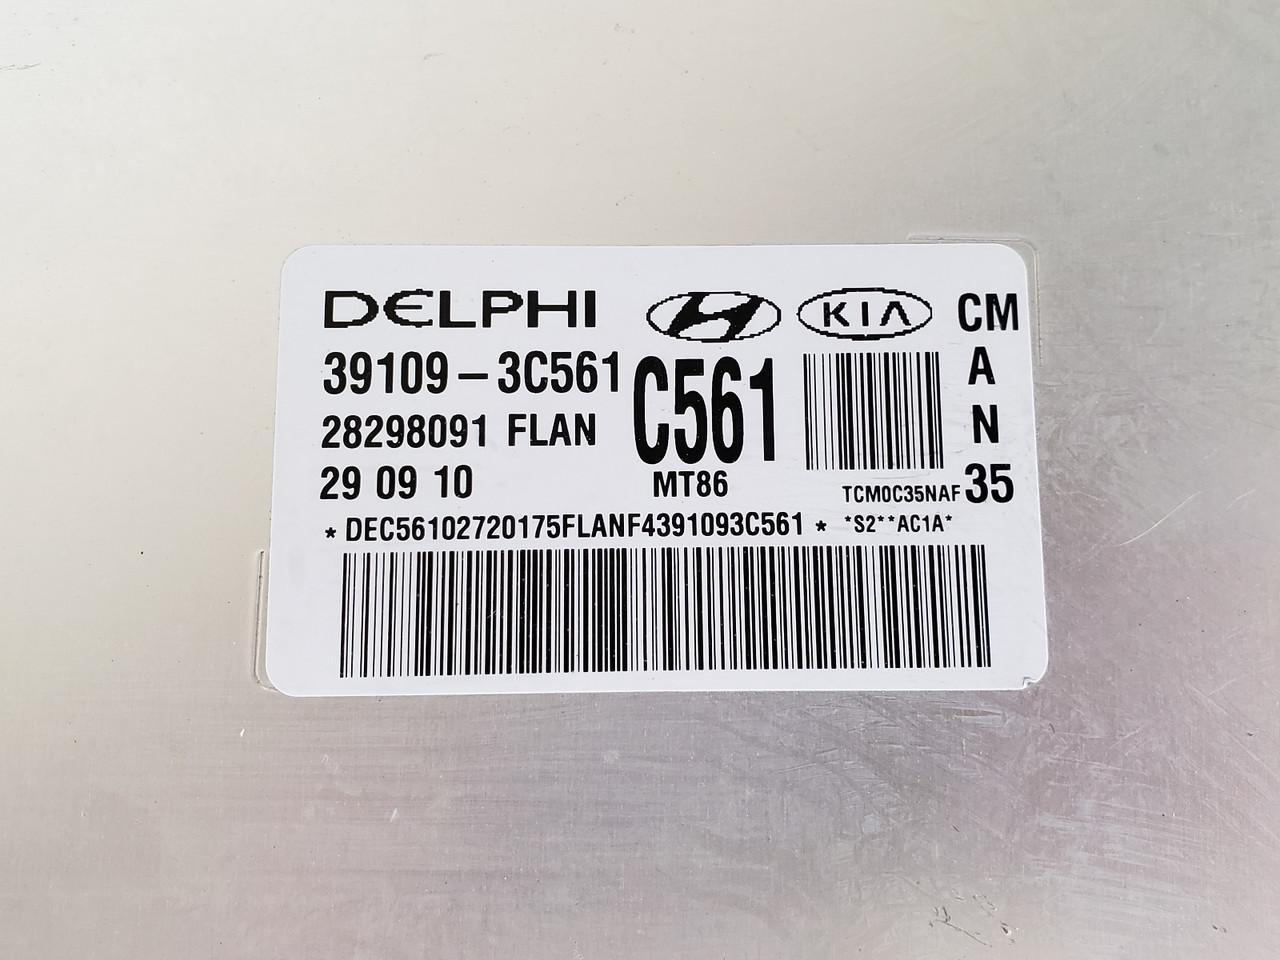 DELPHI KIA CM
39109-3C561 C561 A
28298091 FLAN N
29 09 10 MT86 TCM0C35NAF 35
*DEC56102720175FLANF4391093C561* *S2**AC1A*